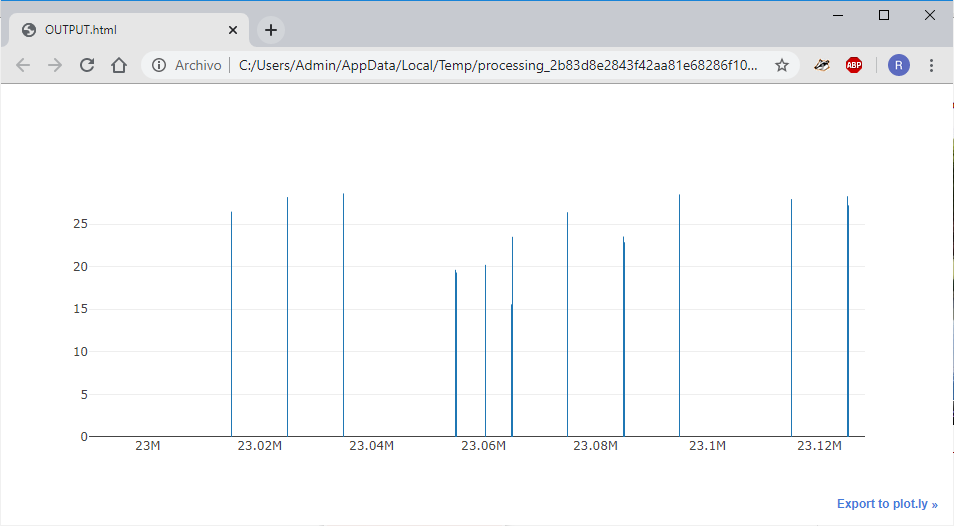 OUTPUT.html
Archivo C:/Users/Admin/AppData/Local/Temp/processing_2b83d8e2843f42aa81e68286f10...
ABP
R
25
20
15
10
5
0
23M 23.02M 23.04M 23.06M 23.08M 23.1M 23.12M
Export to plot.ly »